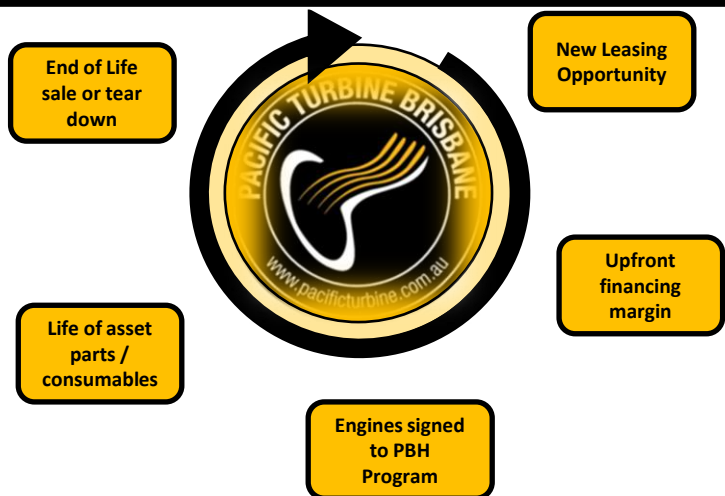 New Leasing
Opportunity
Upfront
financing
margin
Engines signed
to PBH
Program
Life of asset
parts /
consumables
End of Life
sale or tear
down
PACIFIC TURBINE BRISBANE
www.pacificturbine.com.au